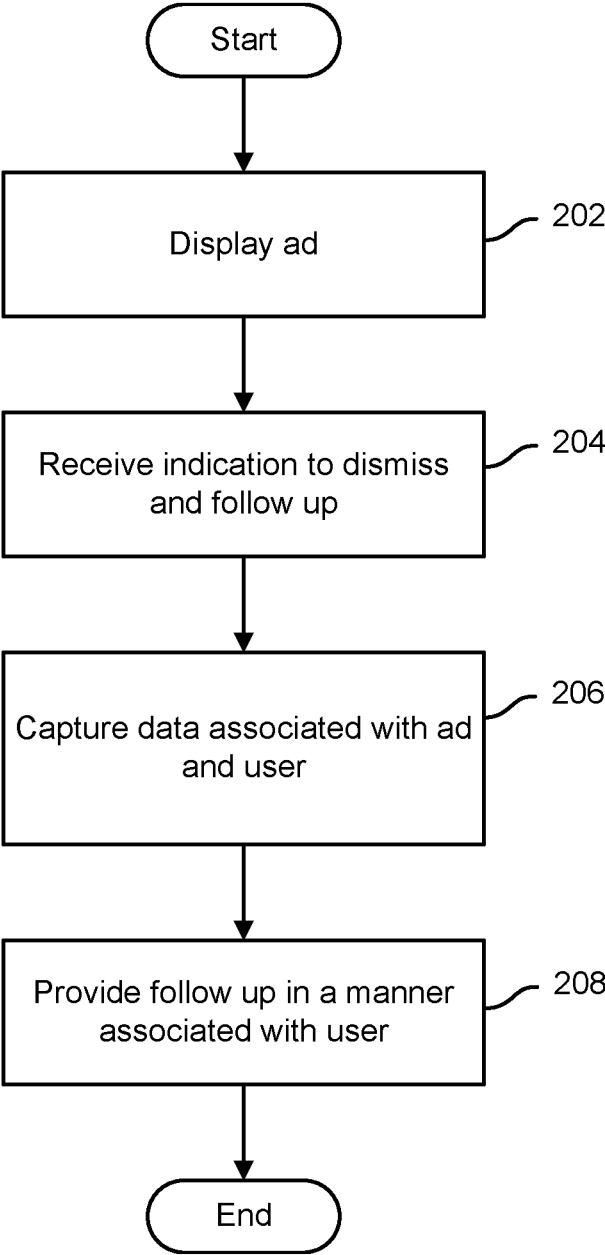 Start
Display ad
202
Receive indication to dismiss
and follow up
204
Capture data associated with ad
and user
206
Provide follow up in a manner
associated with user
208
End